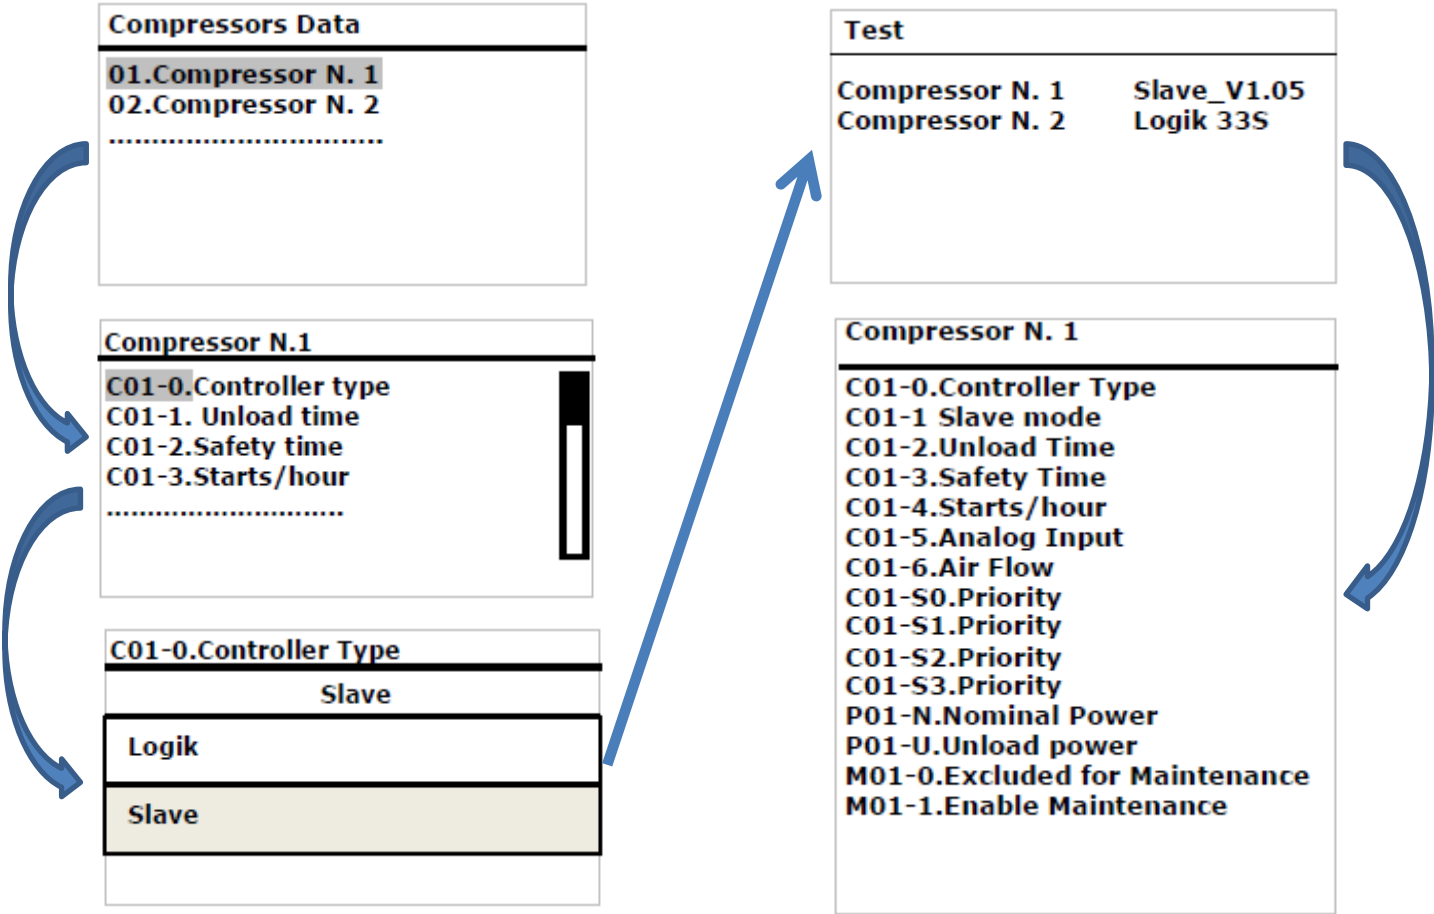 Compressors Data
01.Compressor N. 1
02.Compressor N. 2
................................
Compressor N.1
C01-0.Controller type
C01-1. Unload time
C01-2.Safety time
C01-3.Starts/hour
............................
C01-0.Controller Type
Slave
Logik
Slave
Test
Compressor N. 1 Slave_V1.05
Compressor N. 2 Logik 33S
Compressor N. 1
C01-0.Controller Type
C01-1 Slave mode
C01-2.Unload Time
C01-3.Safety Time
C01-4.Starts/hour
C01-5.Analog Input
C01-6.Air Flow
C01-S0.Priority
C01-S1.Priority
C01-S2.Priority
C01-S3.Priority
P01-N.Nominal Power
P01-U.Unload power
M01-0.Excluded for Maintenance
M01-1.Enable Maintenance